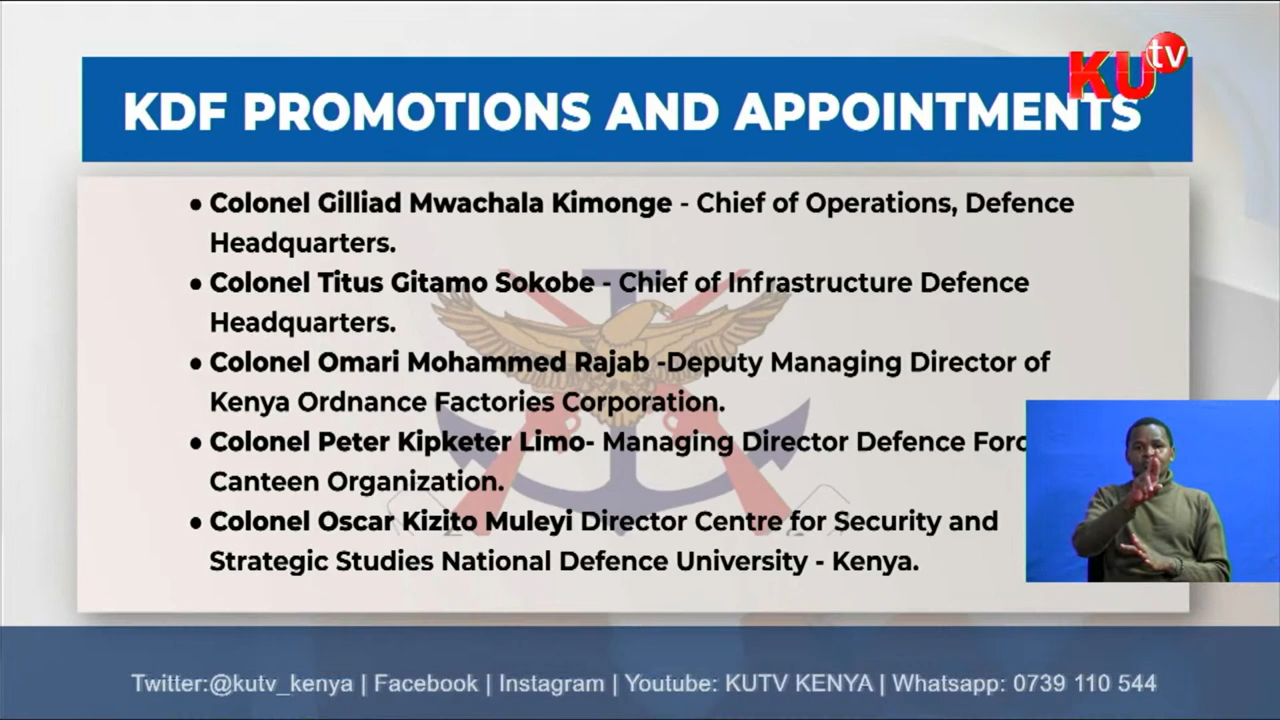 KU tv
KDF PROMOTIONS AND APPOINTMENTS
• Colonel Gilliad Mwachala Kimonge - Chief of Operations, Defence
Headquarters.
• Colonel Titus Gitamo Sokobe - Chief of Infrastructure Defence
Headquarters.
• Colonel Omari Mohammed Rajab -Deputy Managing Director of
Kenya Ordnance Factories Corporation.
• Colonel Peter Kipketer Limo- Managing Director Defence Forc
Canteen Organization.
• Colonel Oscar Kizito Muleyi Director Centre for Security and
Strategic Studies National Defence University - Kenya.
Twitter:@kutv_kenya | Facebook | Instagram | Youtube: KUTV KENYA | Whatsapp: 0739 110 544